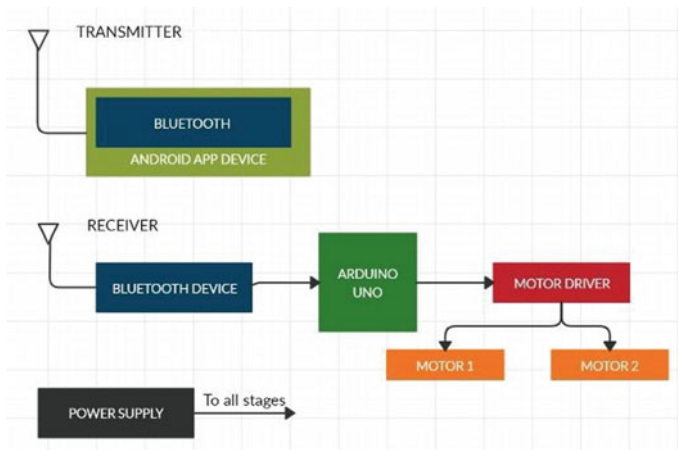 TRANSMITTER
BLUETOOTH
ANDROID APP DEVICE
RECEIVER
BLUETOOTH DEVICE
ARDUINO
UNO
MOTOR DRIVER
MOTOR 1
MOTOR 2
POWER SUPPLY
To all stages